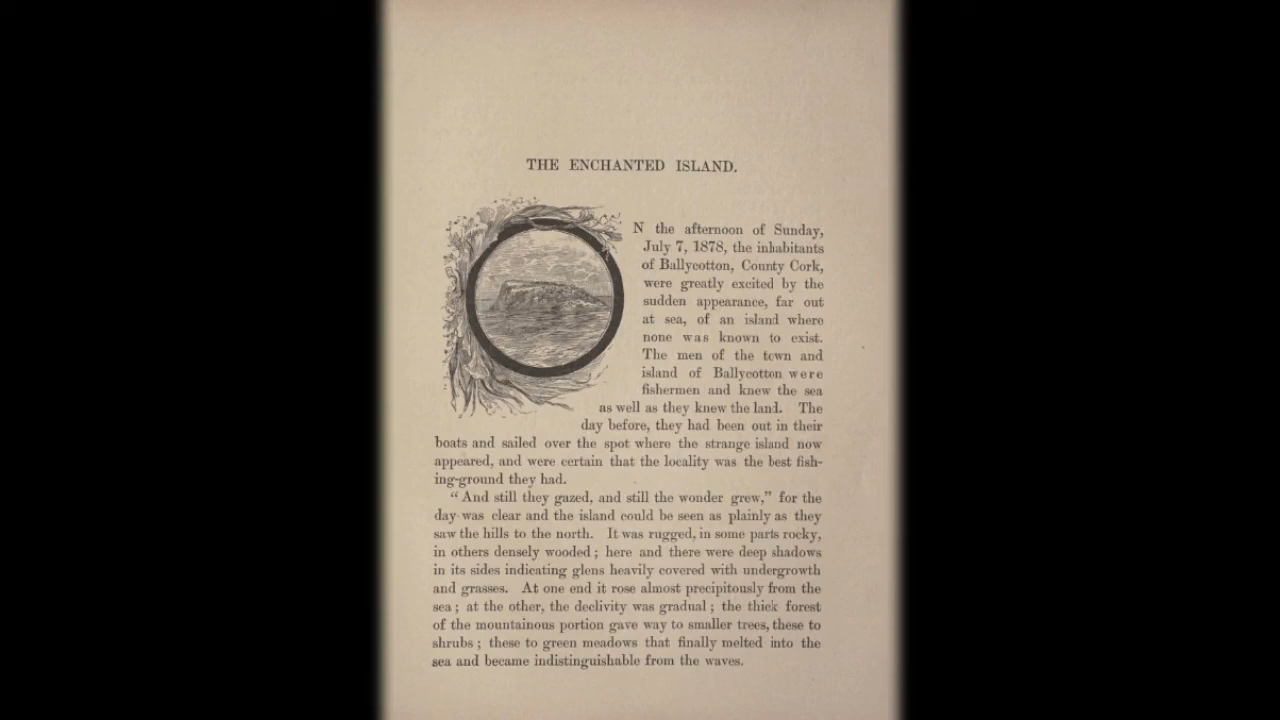 THE ENCHANTED ISLAND.
ON the afternoon of Sunday,
July 7, 1878, the inhabitants
of Ballycotton, County Cork,
were greatly excited by the
sudden appearance, far out
at sea, of an island where
none was known to exist.
The men of the town and
island of Ballycotton were
fishermen and knew the sea
as well as they knew the land. The
day before, they had been out in their
boats and sailed over the spot where the strange island now
appeared, and were certain that the locality was the best fish-
ing-ground they had.
"And still they gazed, and still the wonder grew," for the
day was clear and the island could be seen as plainly as they
saw the hills to the north. It was rugged, in some parts rocky,
in others densely wooded; here and there were deep shadows
in its sides indicating glens heavily covered with undergrowth
and grasses. At one end it rose almost precipitously from the
sea; at the other, the declivity was gradual; the thick forest
of the mountainous portion gave way to smaller trees, these to
shrubs; these to green meadows that finally melted into the
sea and became indistinguishable from the waves.